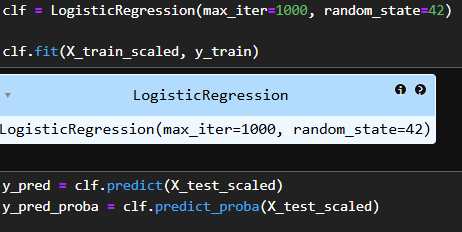 clf = LogisticRegression(max_iter=1000, random_state=42)
clf.fit(X_train_scaled, y_train)
LogisticRegression
LogisticRegression(max_iter=1000, random_state=42)
y_pred = clf.predict(X_test_scaled)
y_pred_proba = clf.predict_proba(X_test_scaled)